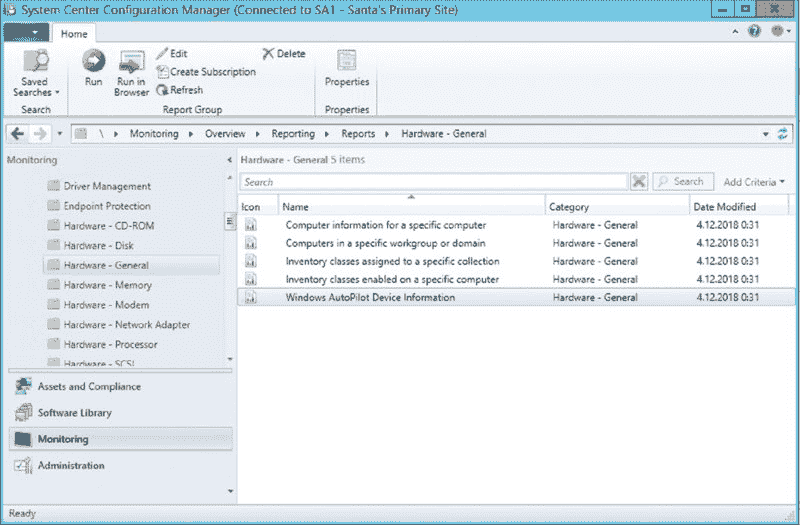 System Center Configuration Manager (Connected to SA1 - Santa's Primary Site)
Home
Saved Searches
Search
Run
Run in Browser
Edit
Create Subscription
Refresh
Delete
Report Group
Properties
Properties
\ Monitoring Overview Reporting Reports Hardware - General
Monitoring
Driver Management
Endpoint Protection
Hardware - CD-ROM
Hardware - Disk
Hardware - General
Hardware - Memory
Hardware - Modem
Hardware - Network Adapter
Hardware - Processor
Hardware - SCSI
Assets and Compliance
Software Library
Monitoring
Administration
Hardware - General 5 items
Search Search Add Criteria
Icon Name Category Date Modified
Computer information for a specific computer Hardware - General 4.12.2018 0:31
Computers in a specific workgroup or domain Hardware - General 4.12.2018 0:31
Inventory classes assigned to a specific collection Hardware - General 4.12.2018 0:31
Inventory classes enabled on a specific computer Hardware - General 4.12.2018 0:31
Windows AutoPilot Device Information Hardware - General 4.12.2018 0:31
Ready